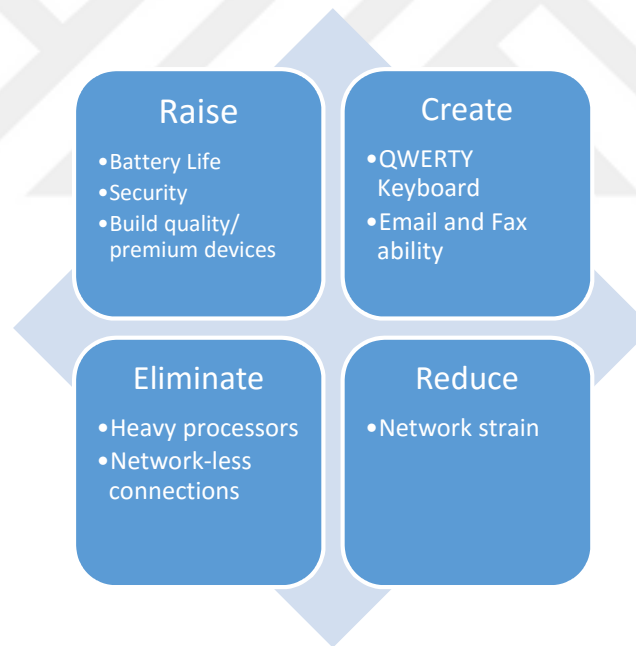 Raise
•Battery Life
•Security
•Build quality/
premium devices
Create
•QWERTY
Keyboard
•Email and Fax
ability
Eliminate
•Heavy processors
•Network-less
connections
Reduce
•Network strain